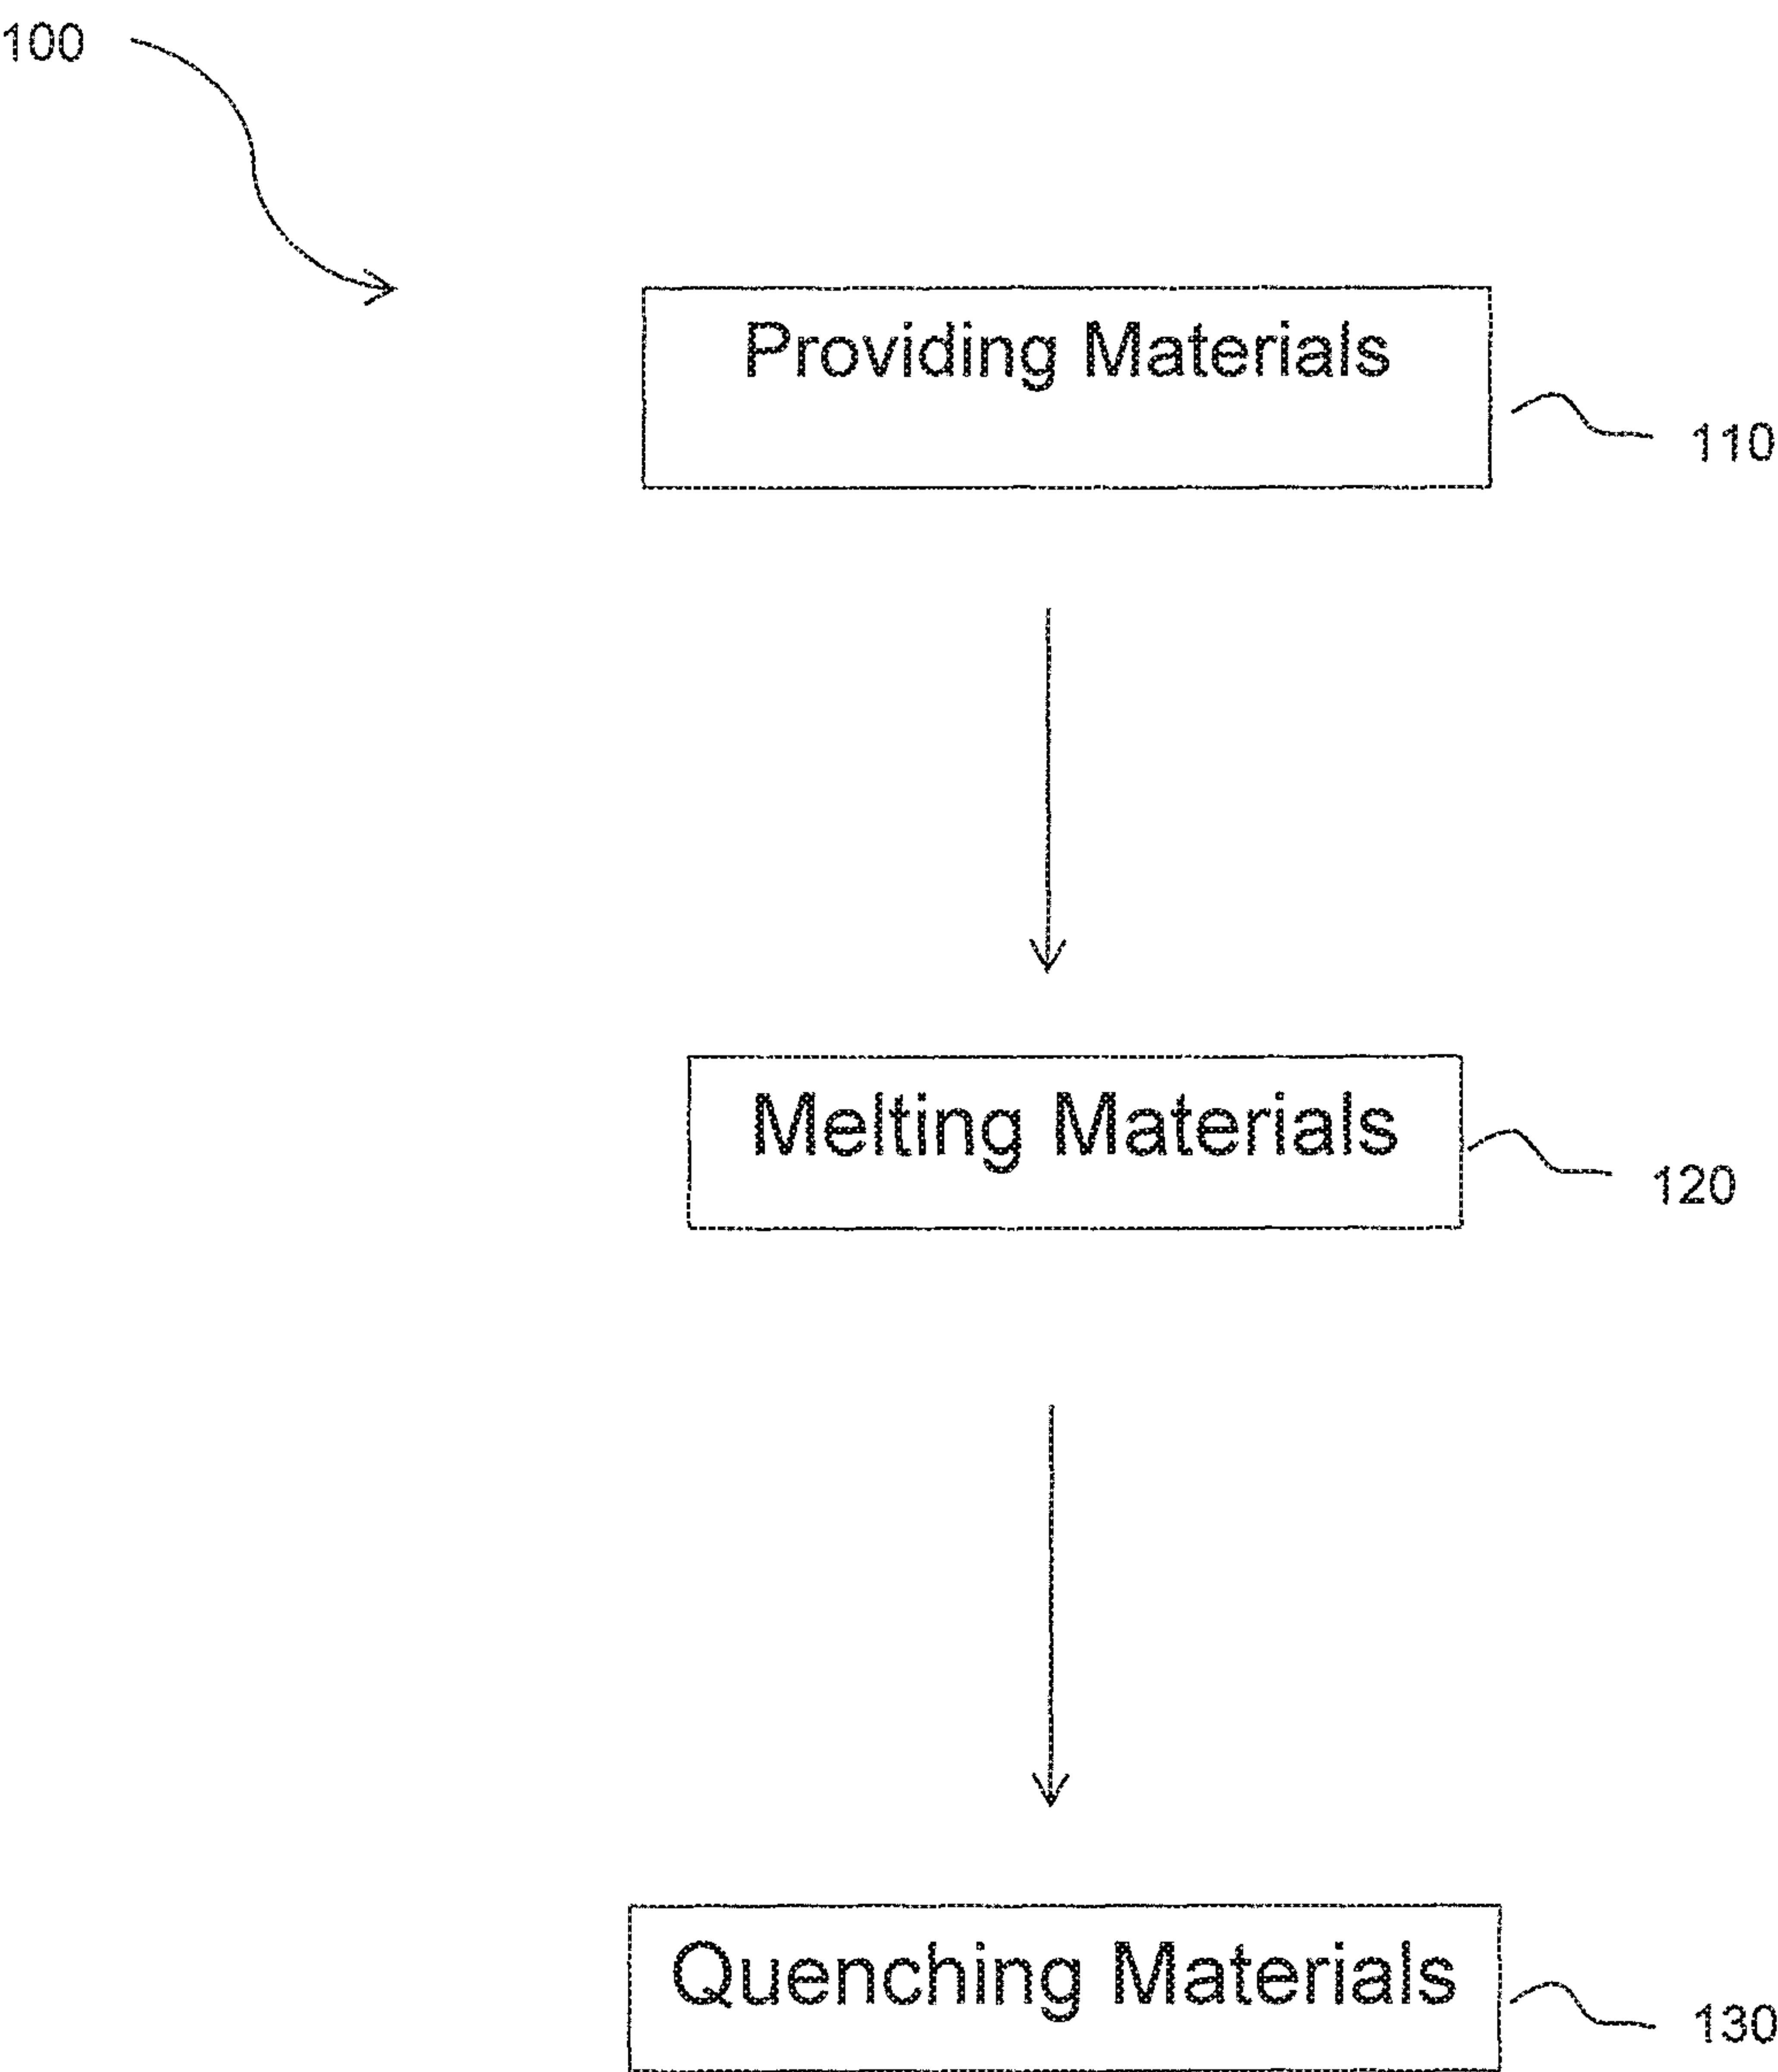 100
Providing Materials
110
Melting Materials
120
Quenching Materials
130